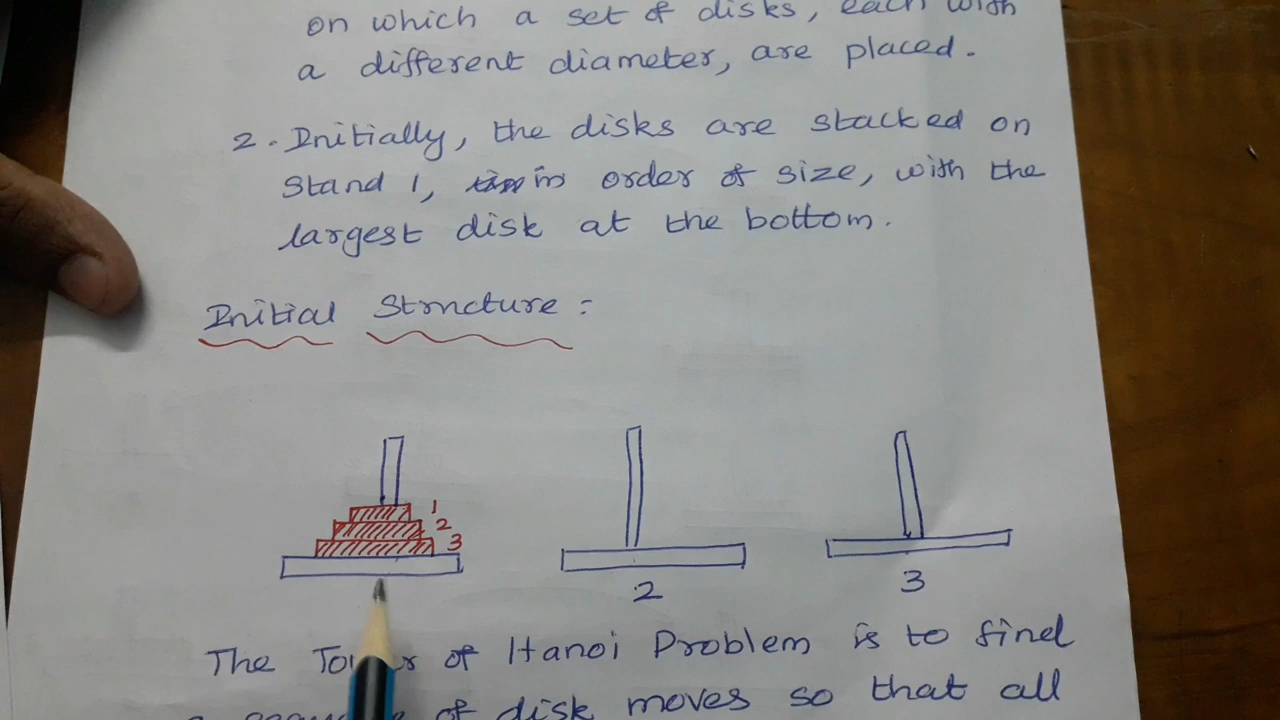 on which a set of disks, each with
a different diameter, are placed.
2. Initially, the disks are stacked on
stand 1, in order of size, with the
largest disk at the bottom.
Initial Structure :
1
2
3
2
3
The Tower of Hanoi Problem is to find
of disk moves so that all